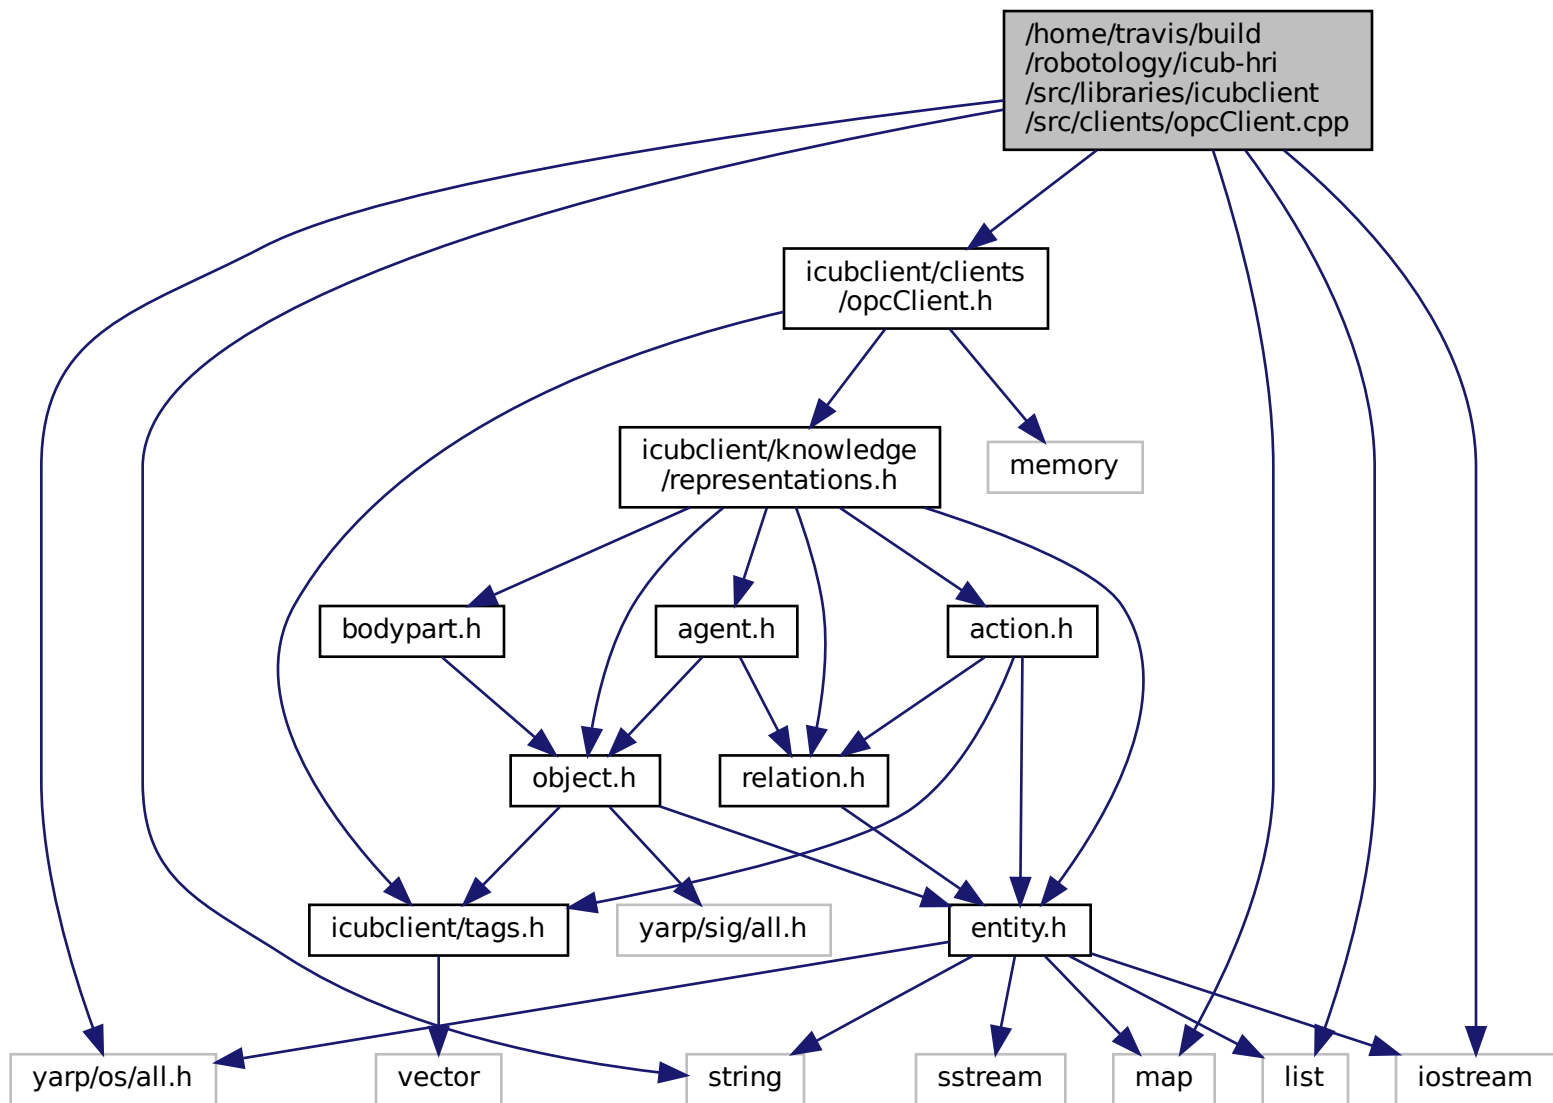 /home/travis/build
/robotology/icub-hri
/src/libraries/icubclient
/src/clients/opcClient.cpp
icubclient/clients
/opcClient.h
icubclient/knowledge
/representations.h
memory
bodypart.h
agent.h
action.h
object.h
relation.h
icubclient/tags.h
yarp/sig/all.h
entity.h
yarp/os/all.h
vector
string
sstream
map
list
iostream